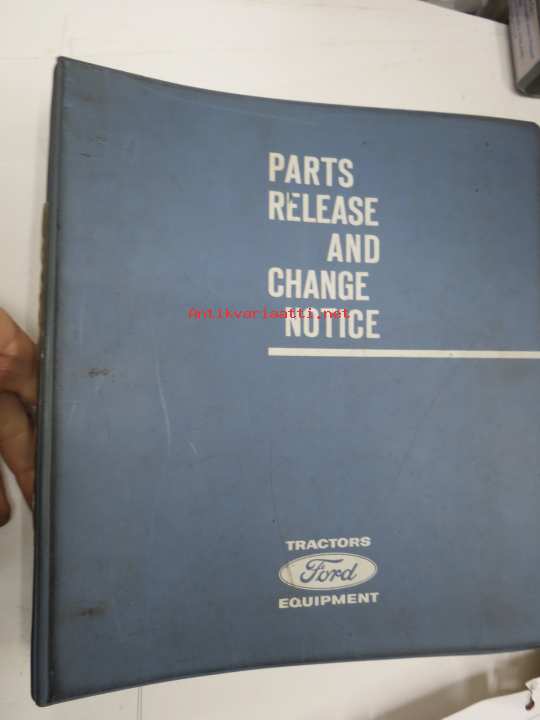 PARTS
RELEASE
AND
CHANGE
NOTICE
Antikvariaatti.net
TRACTORS
Ford
EQUIPMENT